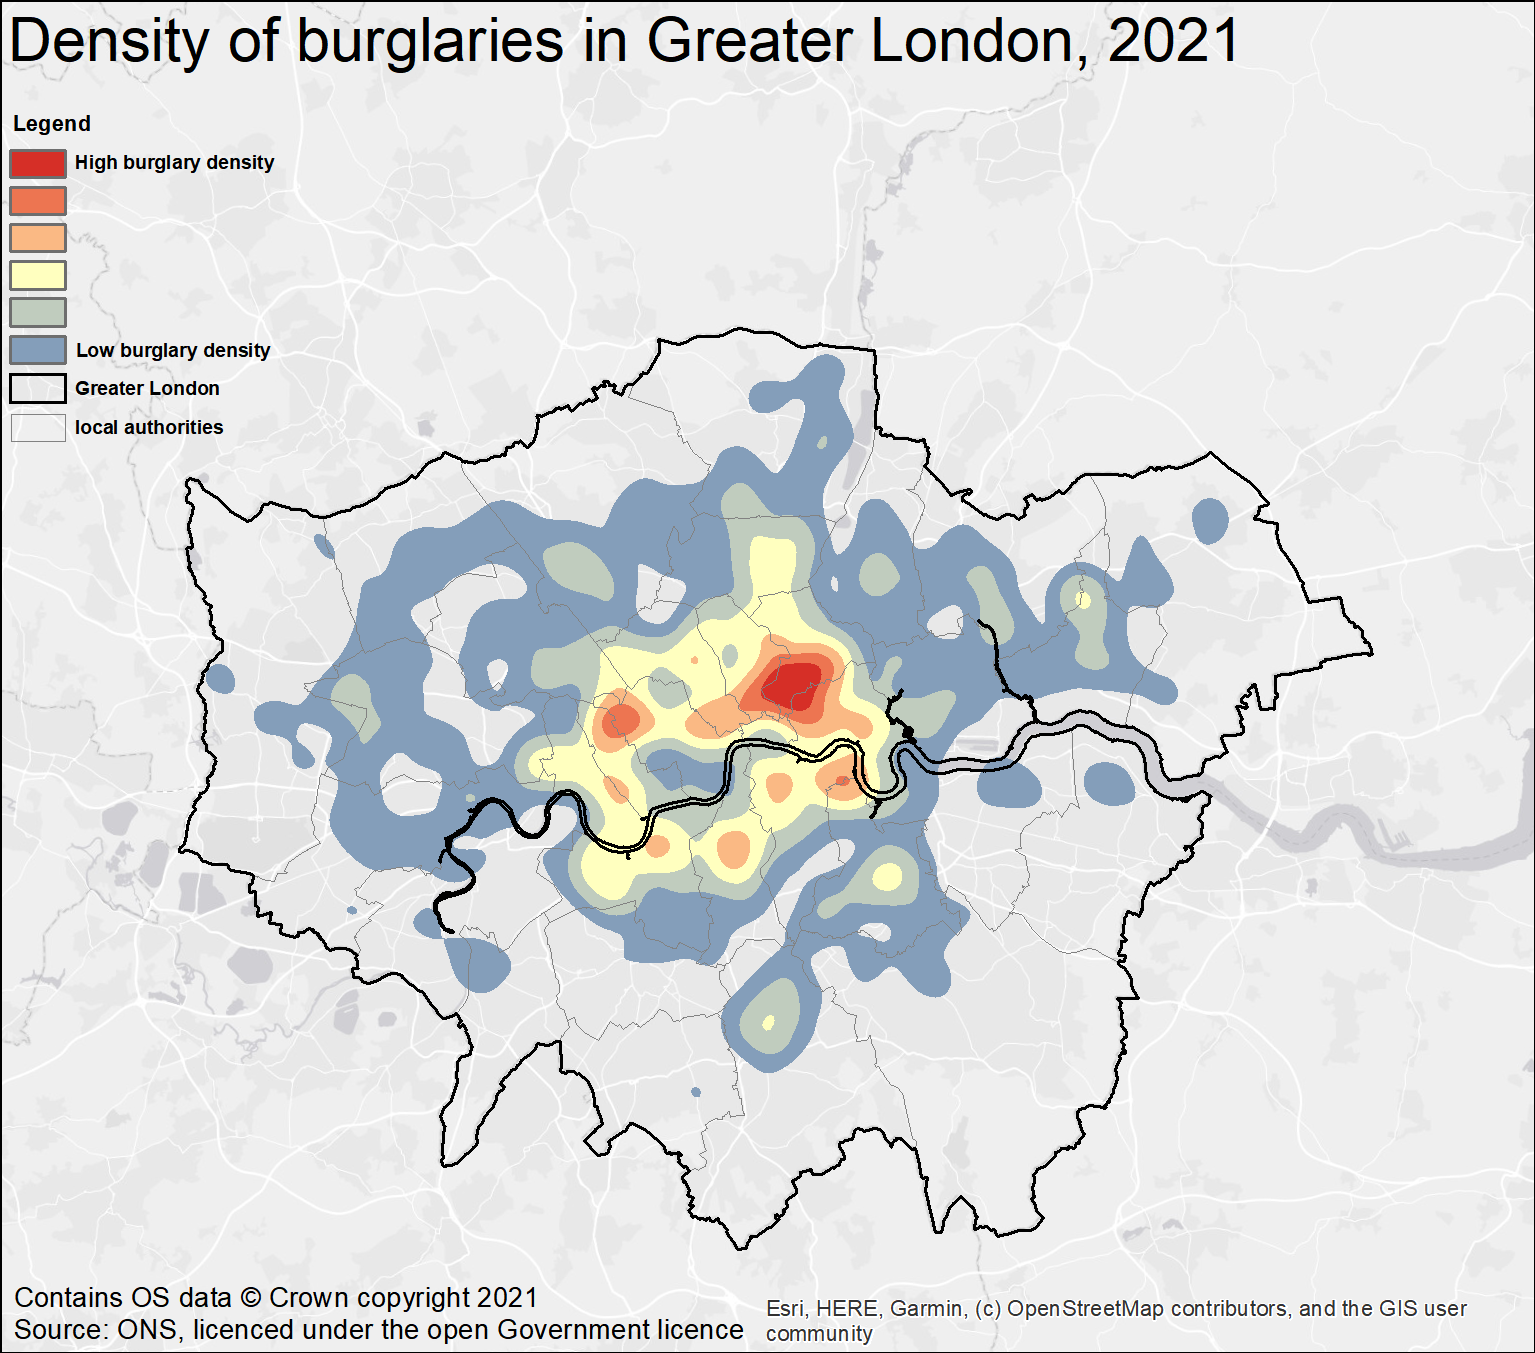 Density of burglaries in Greater London, 2021
Legend
High burglary density
Low burglary density
Greater London
local authorities
Contains OS data © Crown copyright 2021
Source: ONS, licenced under the open Government licence
Esri, HERE, Garmin, (c) OpenStreetMap contributors, and the GIS user
community